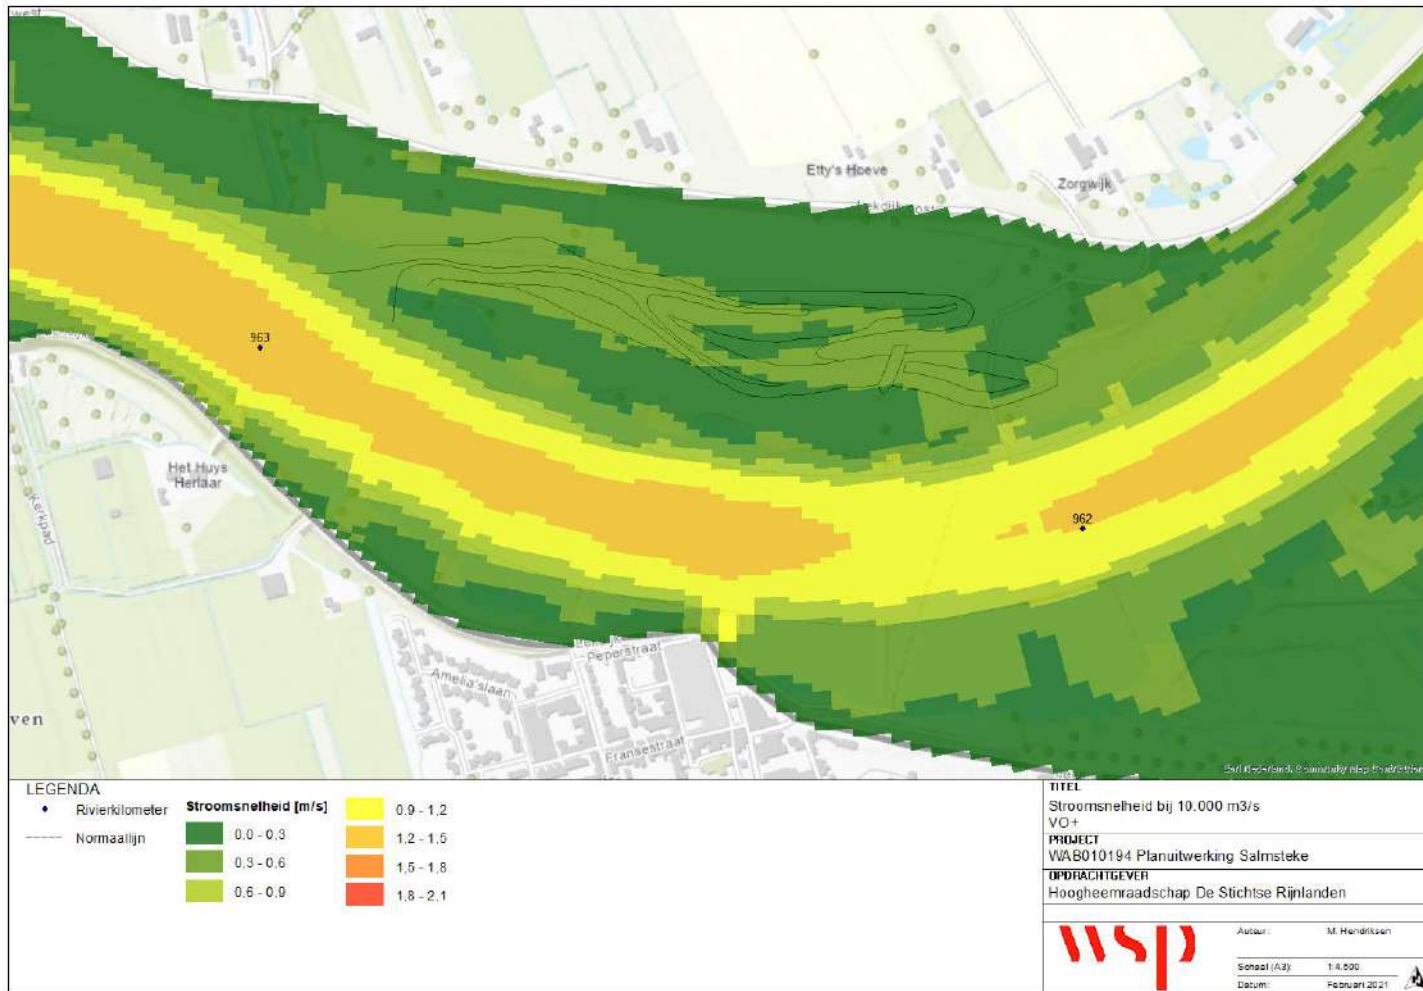 Etty's Hoeve
Zorgwijk
963
Het Huys
Herlaar
Kerkpad
962
Peperstraat
Amelia'slaan
Fransestraat
ven
LEGENDA
Rivierkilometer
Normaallijn
Stroomsnelheid [m/s]
0,0 - 0,3
0,3 - 0,6
0,6 - 0,9
0,9 - 1,2
1,2 - 1,5
1,5 - 1,8
1,8 - 2,1
TITEL
Stroomsnelheid bij 10.000 m3/s
VO+
PROJECT
WAB010194 Planuitwerking Salmsteke
OPDRACHTGEVER
Hoogheemraadschap De Stichtse Rijnlanden
wsp
Auteur: M. Hendriksen
Schaal (A3): 1:4.500
Datum: Februari 2021